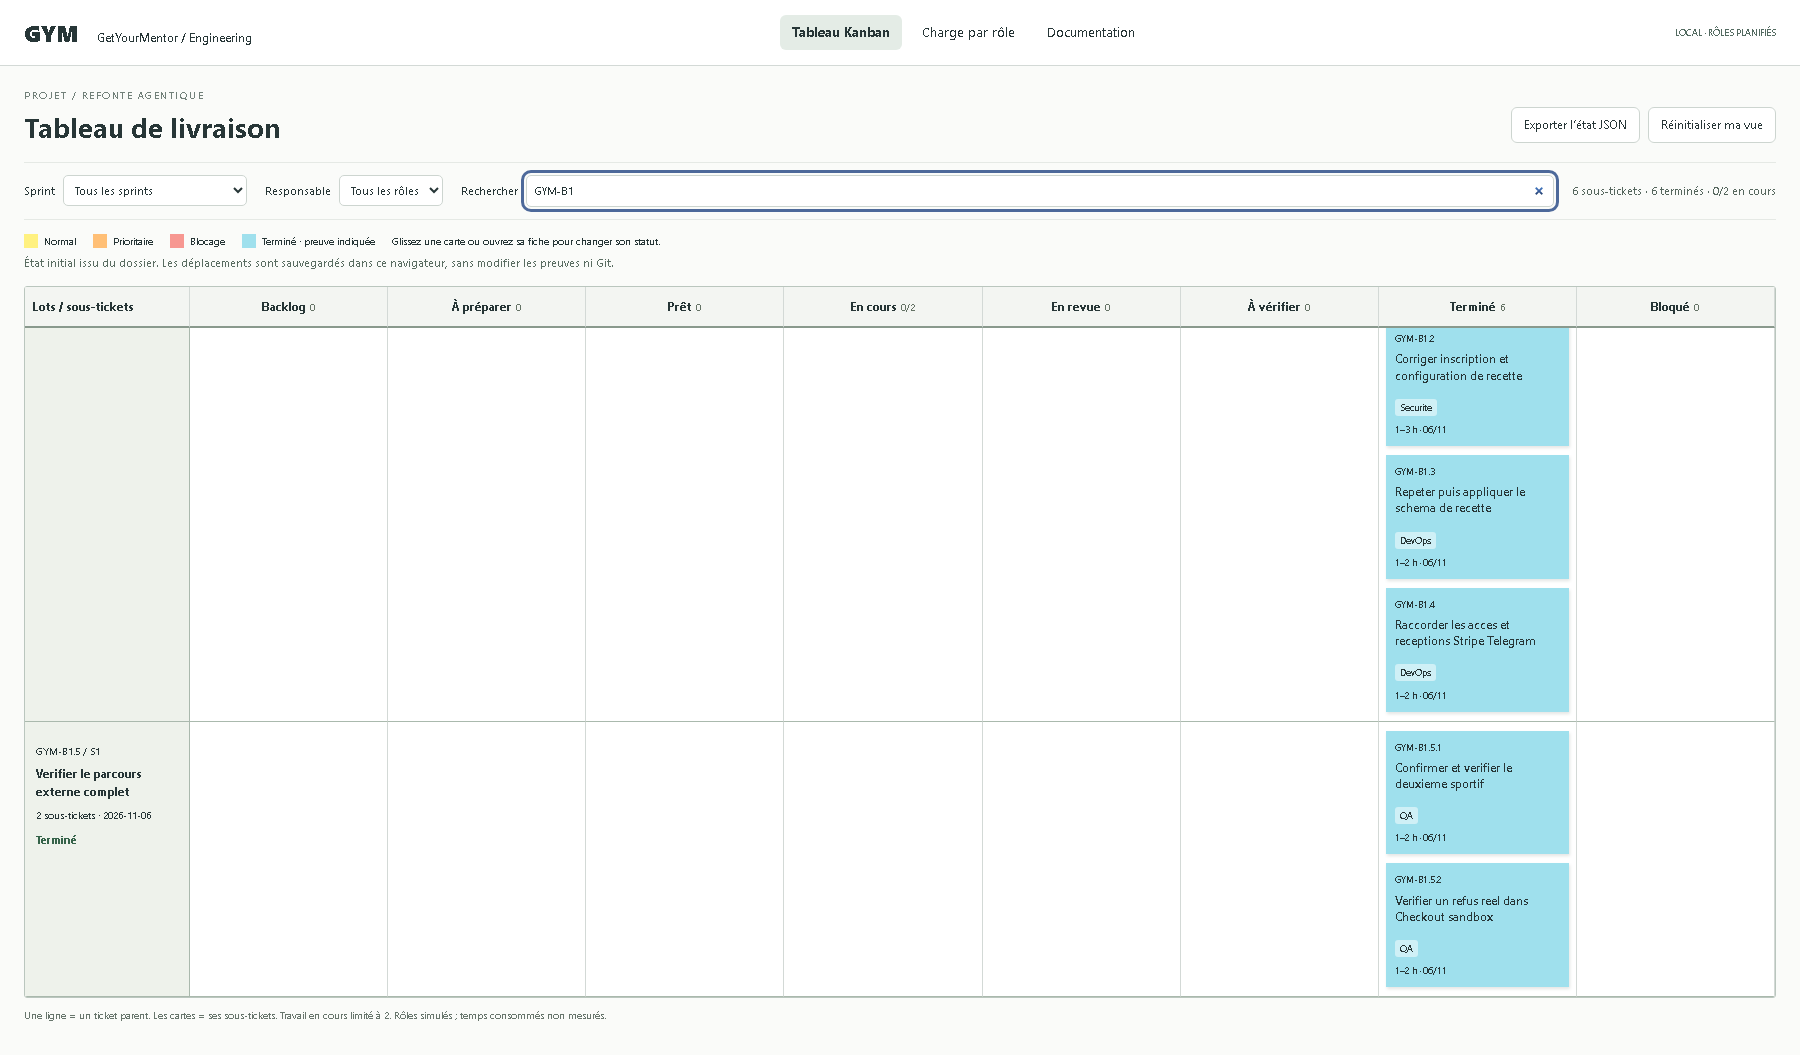 GYM GetYourMentor / Engineering
Tableau Kanban Charge par rôle Documentation
LOCAL · RÔLES PLANIFIÉS
PROJET / REFONTE AGENTIQUE
Tableau de livraison
Exporter l'état JSON Réinitialiser ma vue
Sprint Tous les sprints Responsable Tous les rôles Rechercher GYM-B1 × 6 sous-tickets · 6 terminés · 0/2 en cours
Normal Prioritaire Blocage Terminé · preuve indiquée Glissez une carte ou ouvrez sa fiche pour changer son statut.
État initial issu du dossier. Les déplacements sont sauvegardés dans ce navigateur, sans modifier les preuves ni Git.
Lots / sous-tickets Backlog 0 À préparer 0 Prêt 0 En cours 0/2 En revue 0 À vérifier 0 Terminé 6 Bloqué 0
GYM-B1.2
Corriger inscription et
configuration de recette
Securite
1–3 h · 06/11
GYM-B1.3
Repeter puis appliquer le
schema de recette
DevOps
1–2 h · 06/11
GYM-B1.4
Raccorder les acces et
receptions Stripe Telegram
DevOps
1–2 h · 06/11
GYM-B1.5 / S1
Verifier le parcours
externe complet
2 sous-tickets · 2026-11-06
Terminé
GYM-B1.5.1
Confirmer et verifier le
deuxieme sportif
QA
1–2 h · 06/11
GYM-B1.5.2
Verifier un refus reel dans
Checkout sandbox
QA
1–2 h · 06/11
Une ligne = un ticket parent. Les cartes = ses sous-tickets. Travail en cours limité à 2. Rôles simulés ; temps consommés non mesurés.